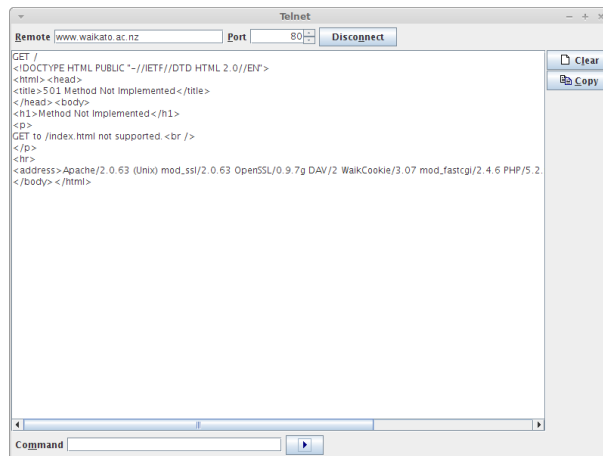 Telnet
Remote www.waikato.ac.nz Port 80 Disconnect
GET /
<!DOCTYPE HTML PUBLIC "-//IETF//DTD HTML 2.0//EN">
<html><head>
<title>501 Method Not Implemented</title>
</head><body>
<h1>Method Not Implemented</h1>
<p>
GET to /index.html not supported.<br />
</p>
<hr>
<address>Apache/2.0.63 (Unix) mod_ssl/2.0.63 OpenSSL/0.9.7g DAV/2 WaikCookie/3.07 mod_fastcgi/2.4.6 PHP/5.2.
</body></html>
Clear
Copy
Command